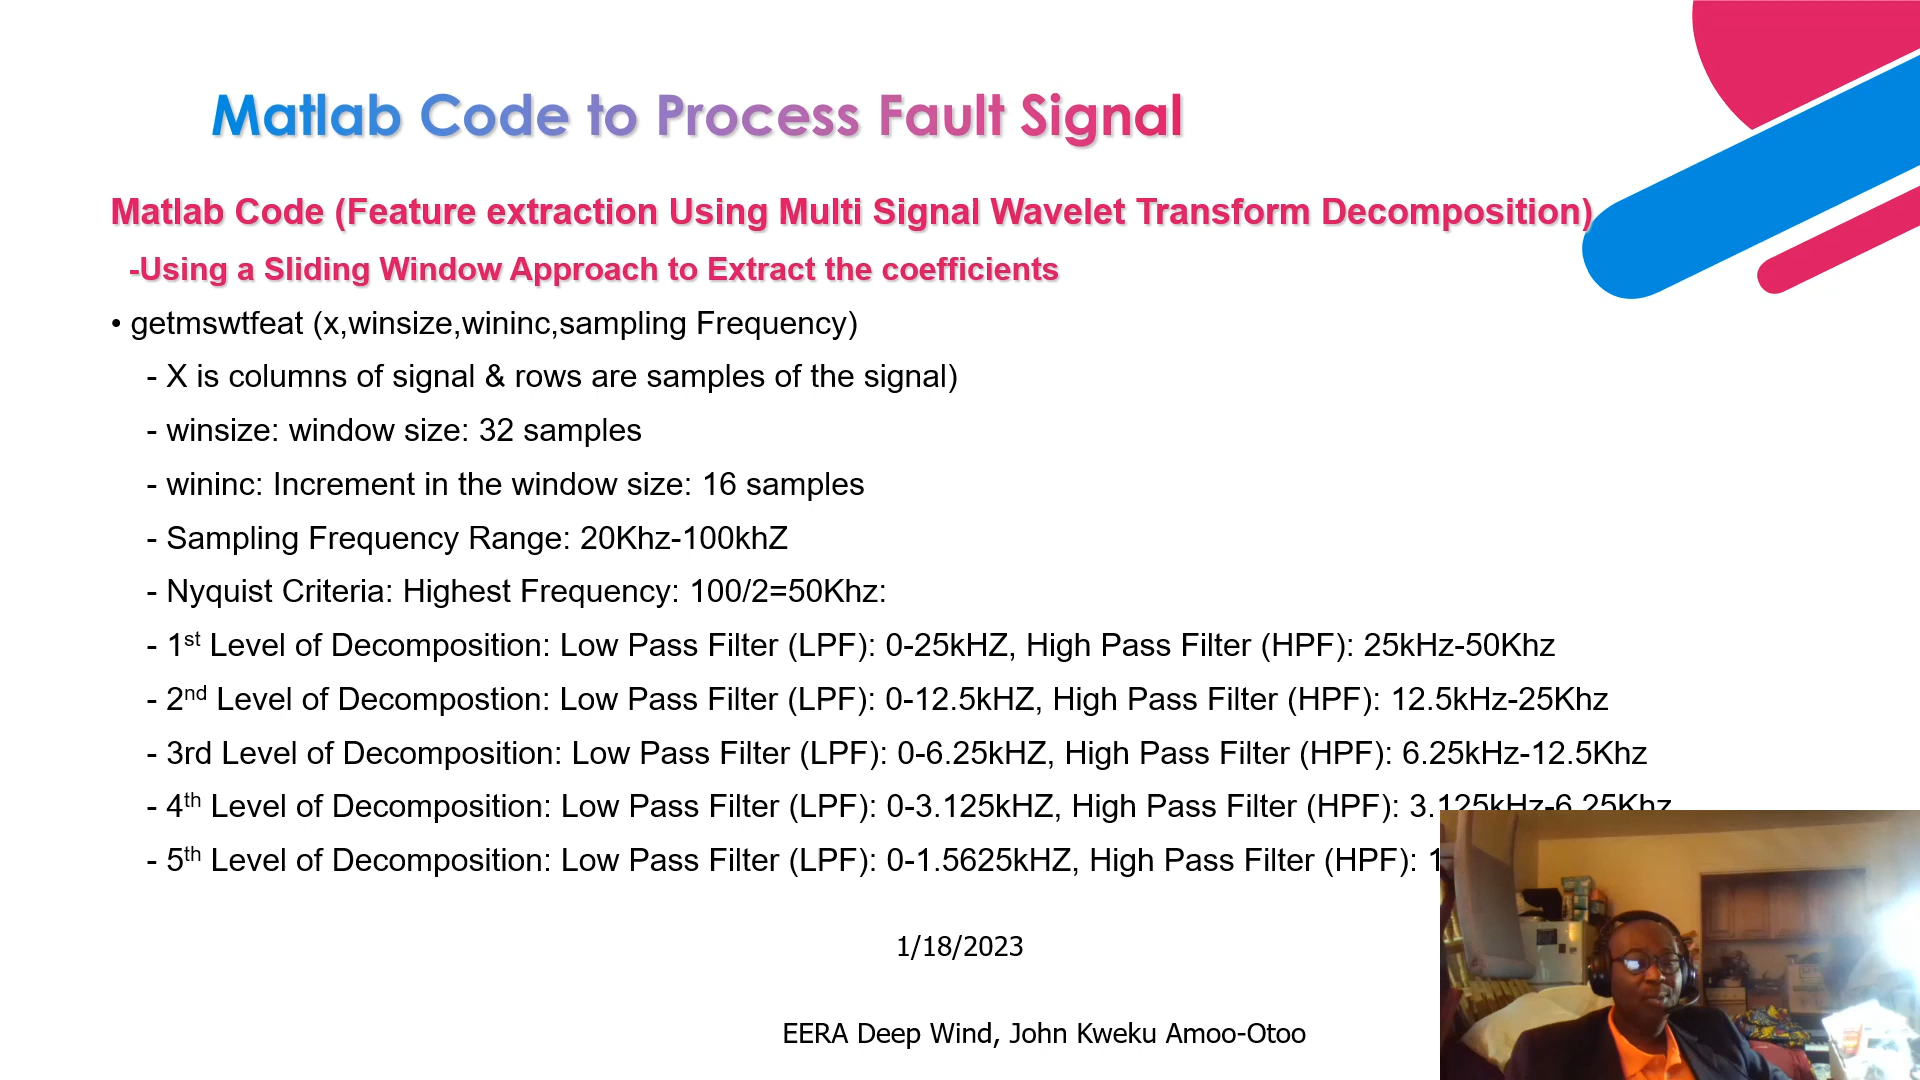 Matlab Code to Process Fault Signal
Matlab Code (Feature extraction Using Multi Signal Wavelet Transform Decomposition)
-Using a Sliding Window Approach to Extract the coefficients
• getmswtfeat (x,winsize,wininc,sampling Frequency)
- X is columns of signal & rows are samples of the signal)
- winsize: window size: 32 samples
- wininc: Increment in the window size: 16 samples
- Sampling Frequency Range: 20Khz-100khZ
- Nyquist Criteria: Highest Frequency: 100/2=50Khz:
- 1st Level of Decomposition: Low Pass Filter (LPF): 0-25kHZ, High Pass Filter (HPF): 25kHz-50Khz
- 2nd Level of Decompostion: Low Pass Filter (LPF): 0-12.5kHZ, High Pass Filter (HPF): 12.5kHz-25Khz
- 3rd Level of Decomposition: Low Pass Filter (LPF): 0-6.25kHZ, High Pass Filter (HPF): 6.25kHz-12.5Khz
- 4th Level of Decomposition: Low Pass Filter (LPF): 0-3.125kHZ, High Pass Filter (HPF): 3.125kHz-6.25Khz
- 5th Level of Decomposition: Low Pass Filter (LPF): 0-1.5625kHZ, High Pass Filter (HPF): 1
1/18/2023
EERA Deep Wind, John Kweku Amoo-Otoo